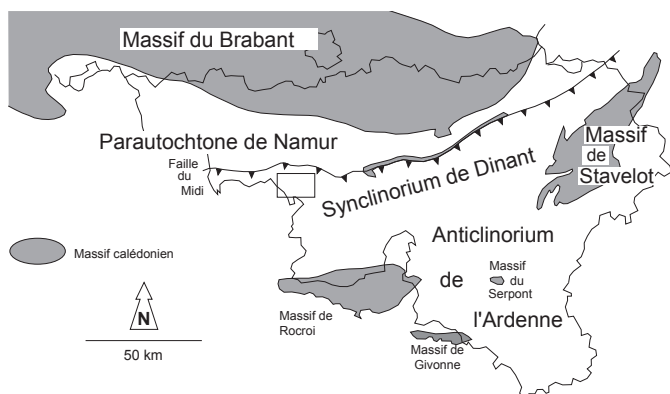 Massif du Brabant
Parautochtone de Namur
Faille
du
Midi
Synclinorium de Dinant
Massif
de
Stavelot
Massif calédonien
Anticlinorium
de
l'Ardenne
Massif
du
Serpont
N
50 km
Massif de
Rocroi
Massif de
Givonne